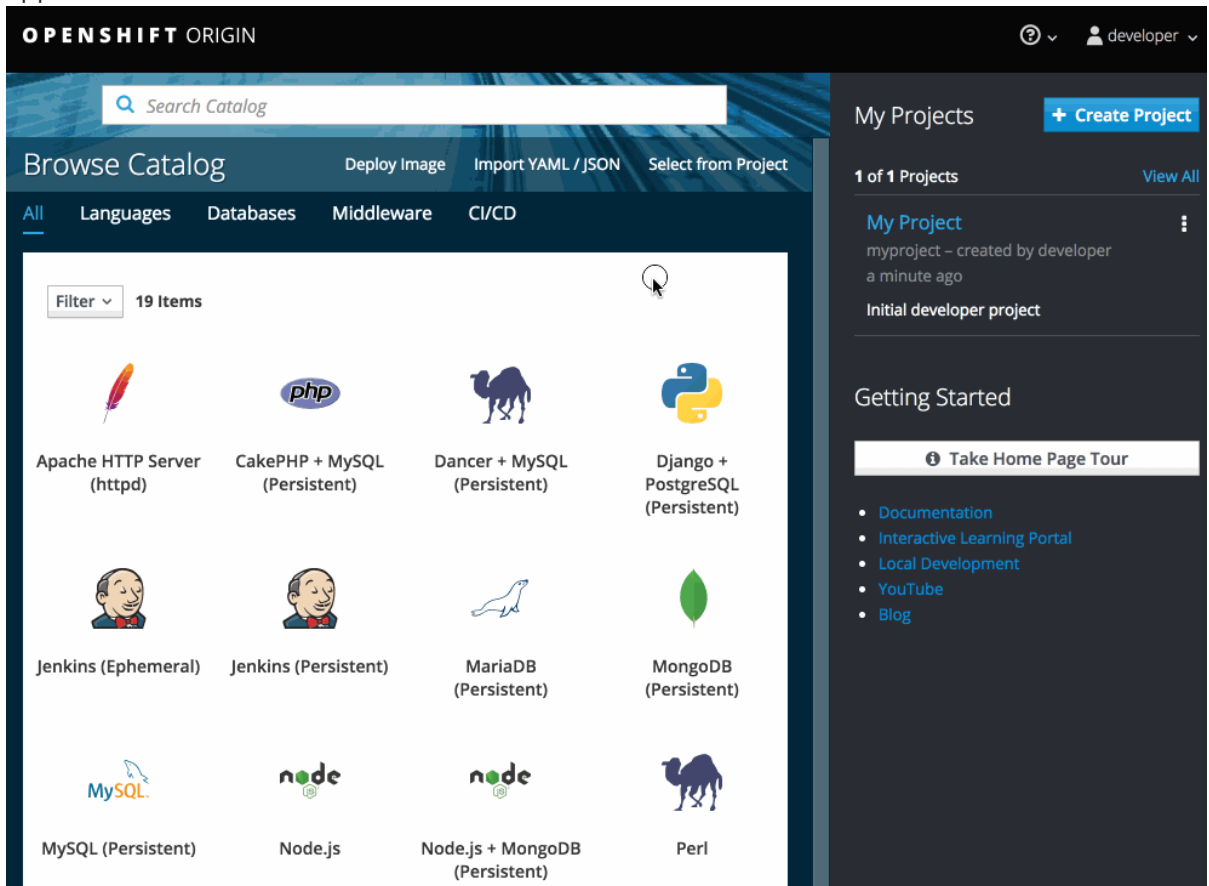 OPENSHIFT ORIGIN
developer
Search Catalog
Browse Catalog
Deploy Image
Import YAML / JSON
Select from Project
All
Languages
Databases
Middleware
CI/CD
Filter
19 Items
php
Apache HTTP Server
(httpd)
CakePHP + MySQL
(Persistent)
Dancer + MySQL
(Persistent)
Django +
PostgreSQL
(Persistent)
Jenkins (Ephemeral)
Jenkins (Persistent)
MariaDB
(Persistent)
MongoDB
(Persistent)
MySQL
node
JS
node
JS
MySQL (Persistent)
Node.js
Node.js + MongoDB
(Persistent)
Perl
My Projects
+ Create Project
1 of 1 Projects
View All
My Project
myproject – created by developer
a minute ago
Initial developer project
Getting Started
Take Home Page Tour
Documentation
Interactive Learning Portal
Local Development
YouTube
Blog